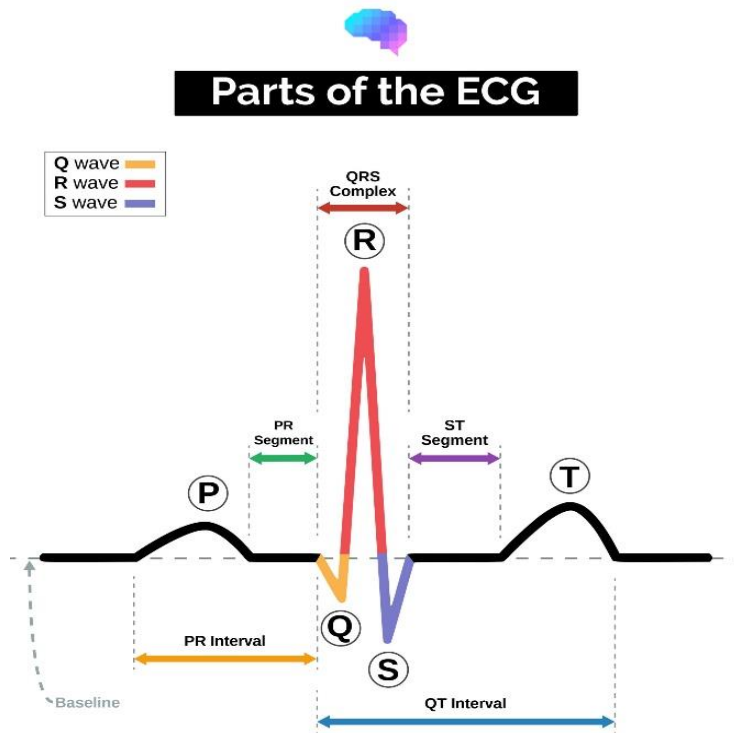 Parts of the ECG
Q wave
R wave
S wave
QRS
Complex
R
PR
Segment
ST
Segment
P
T
Q
PR Interval
S
Baseline
QT Interval